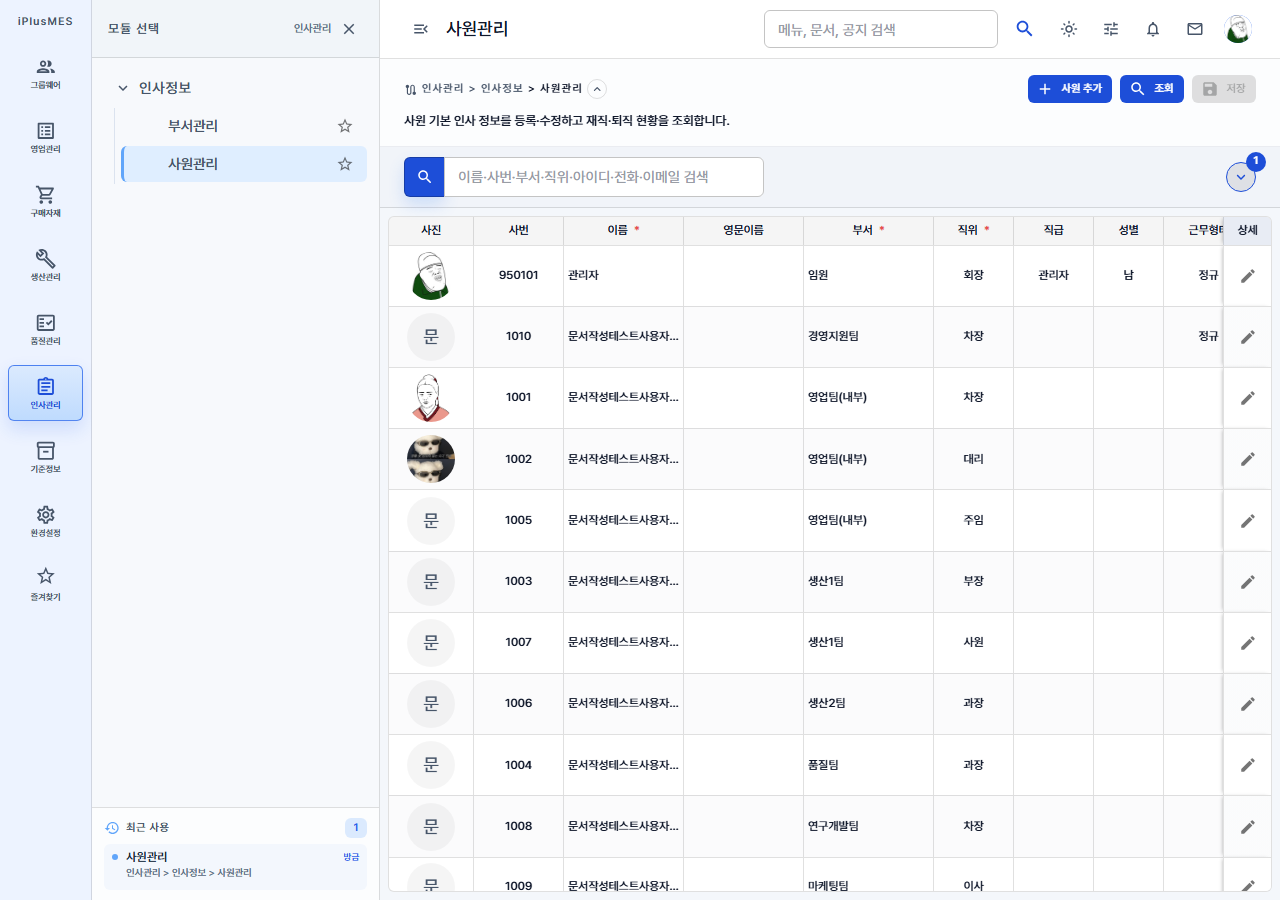 iPlusMES
그룹웨어
영업관리
구매자재
생산관리
품질관리
인사관리
기준정보
환경설정
즐겨찾기
모듈 선택
인사관리
인사정보
부서관리
사원관리
최근 사용
1
사원관리
방금
인사관리 > 인사정보 > 사원관리
사원관리
메뉴, 문서, 공지 검색
인사관리 > 인사정보 > 사원관리
사원 추가
조회
저장
사원 기본 인사 정보를 등록·수정하고 재직·퇴직 현황을 조회합니다.
이름·사번·부서·직위·아이디·전화·이메일 검색
1
사진 사번 이름 * 영문이름 부서 * 직위 * 직급 성별 근무형태 상세
950101 관리자 임원 회장 관리자 남 정규
문 1010 문서작성테스트사용자... 경영지원팀 차장 정규
1001 문서작성테스트사용자... 영업팀(내부) 차장
1002 문서작성테스트사용자... 영업팀(내부) 대리
문 1005 문서작성테스트사용자... 영업팀(내부) 주임
문 1003 문서작성테스트사용자... 생산1팀 부장
문 1007 문서작성테스트사용자... 생산1팀 사원
문 1006 문서작성테스트사용자... 생산2팀 과장
문 1004 문서작성테스트사용자... 품질팀 과장
문 1008 문서작성테스트사용자... 연구개발팀 차장
문 1009 문서작성테스트사용자... 마케팅팀 이사